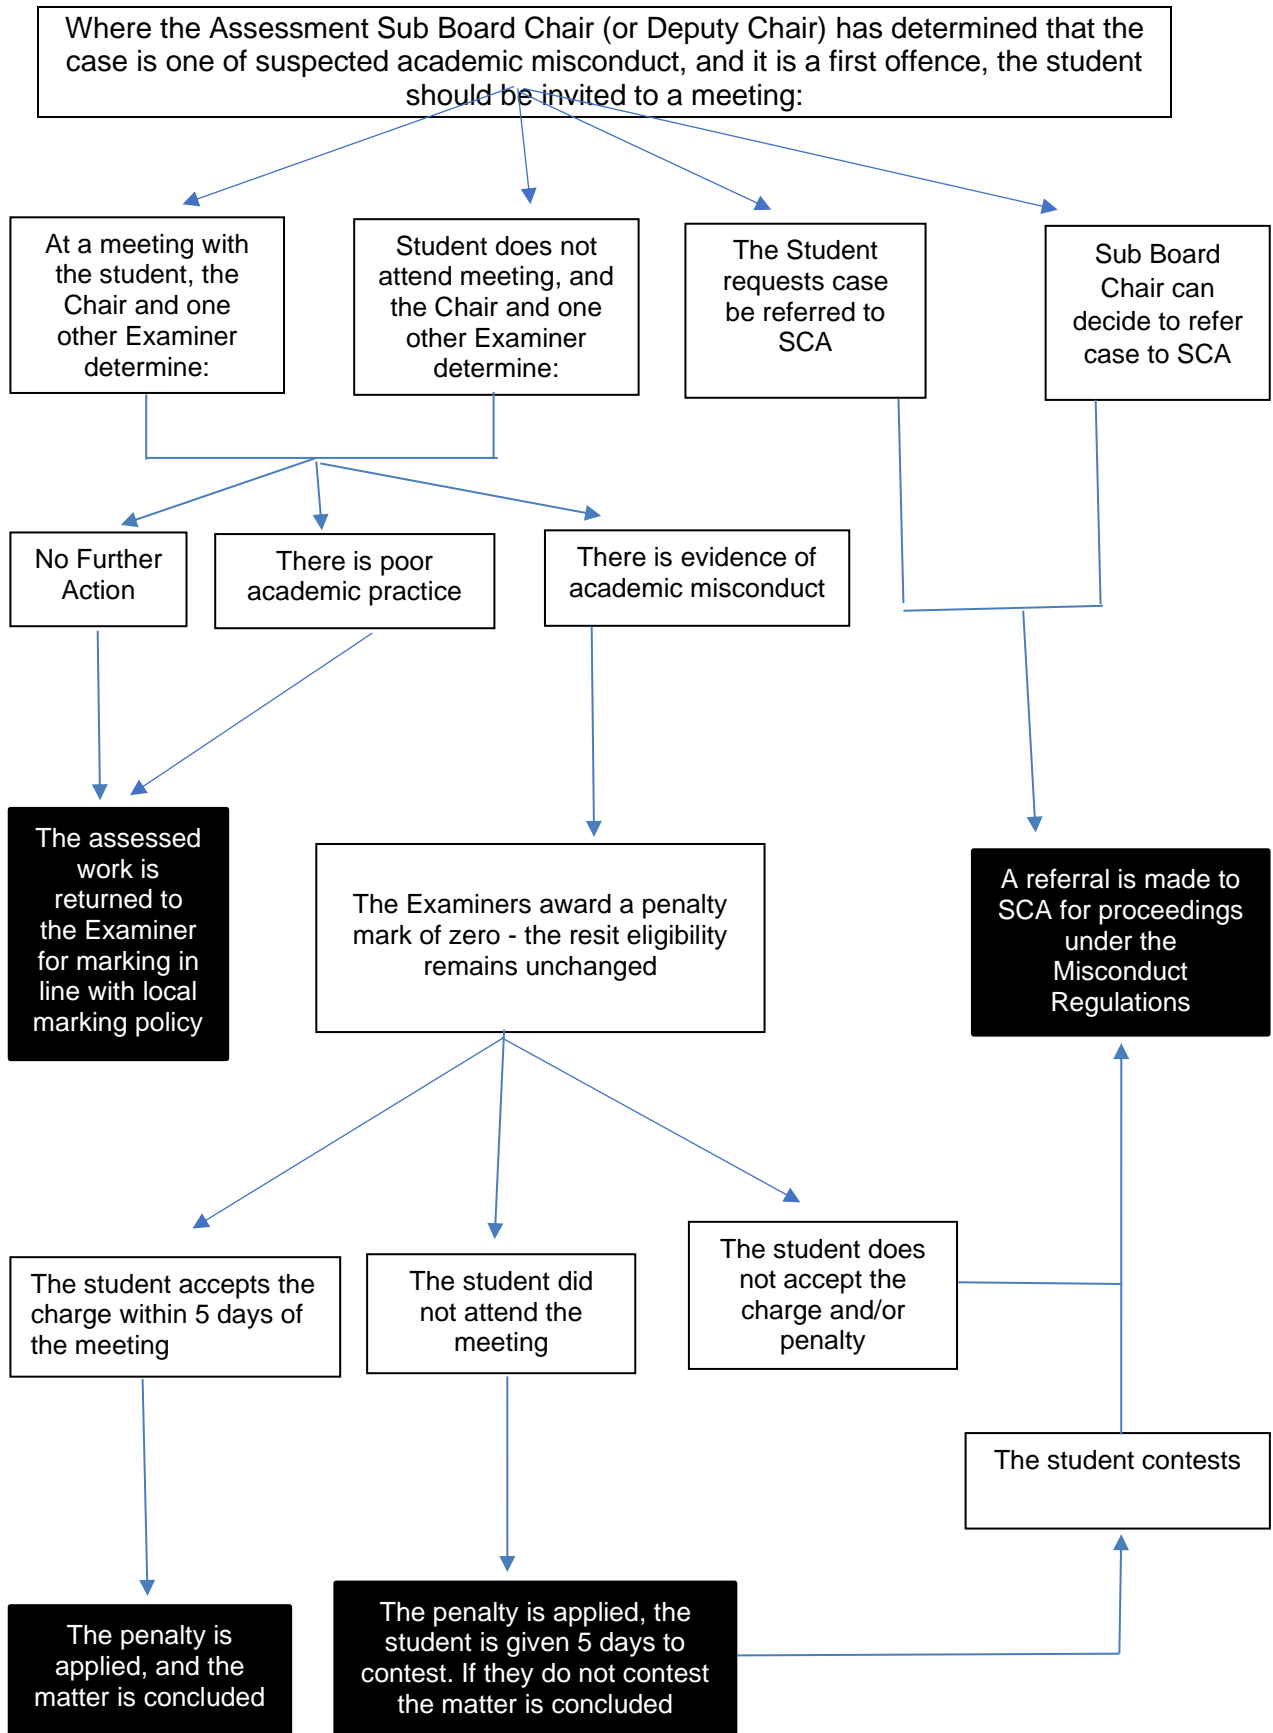 Where the Assessment Sub Board Chair (or Deputy Chair) has determined that the
case is one of suspected academic misconduct, and it is a first offence, the student
should be invited to a meeting:
At a meeting with
the student, the
Chair and one
other Examiner
determine:
Student does not
attend meeting, and
the Chair and one
other Examiner
determine:
The Student
requests case
be referred to
SCA
Sub Board
Chair can
decide to refer
case to SCA
No Further
Action
There is poor
academic practice
There is evidence of
academic misconduct
The assessed
work is
returned to
the Examiner
for marking in
line with local
marking policy
The Examiners award a penalty
mark of zero - the resit eligibility
remains unchanged
A referral is made to
SCA for proceedings
under the
Misconduct
Regulations
The student accepts the
charge within 5 days of
the meeting
The student did
not attend the
meeting
The student does
not accept the
charge and/or
penalty
The student contests
The penalty is
applied, and the
matter is concluded
The penalty is applied, the
student is given 5 days to
contest. If they do not contest
the matter is concluded